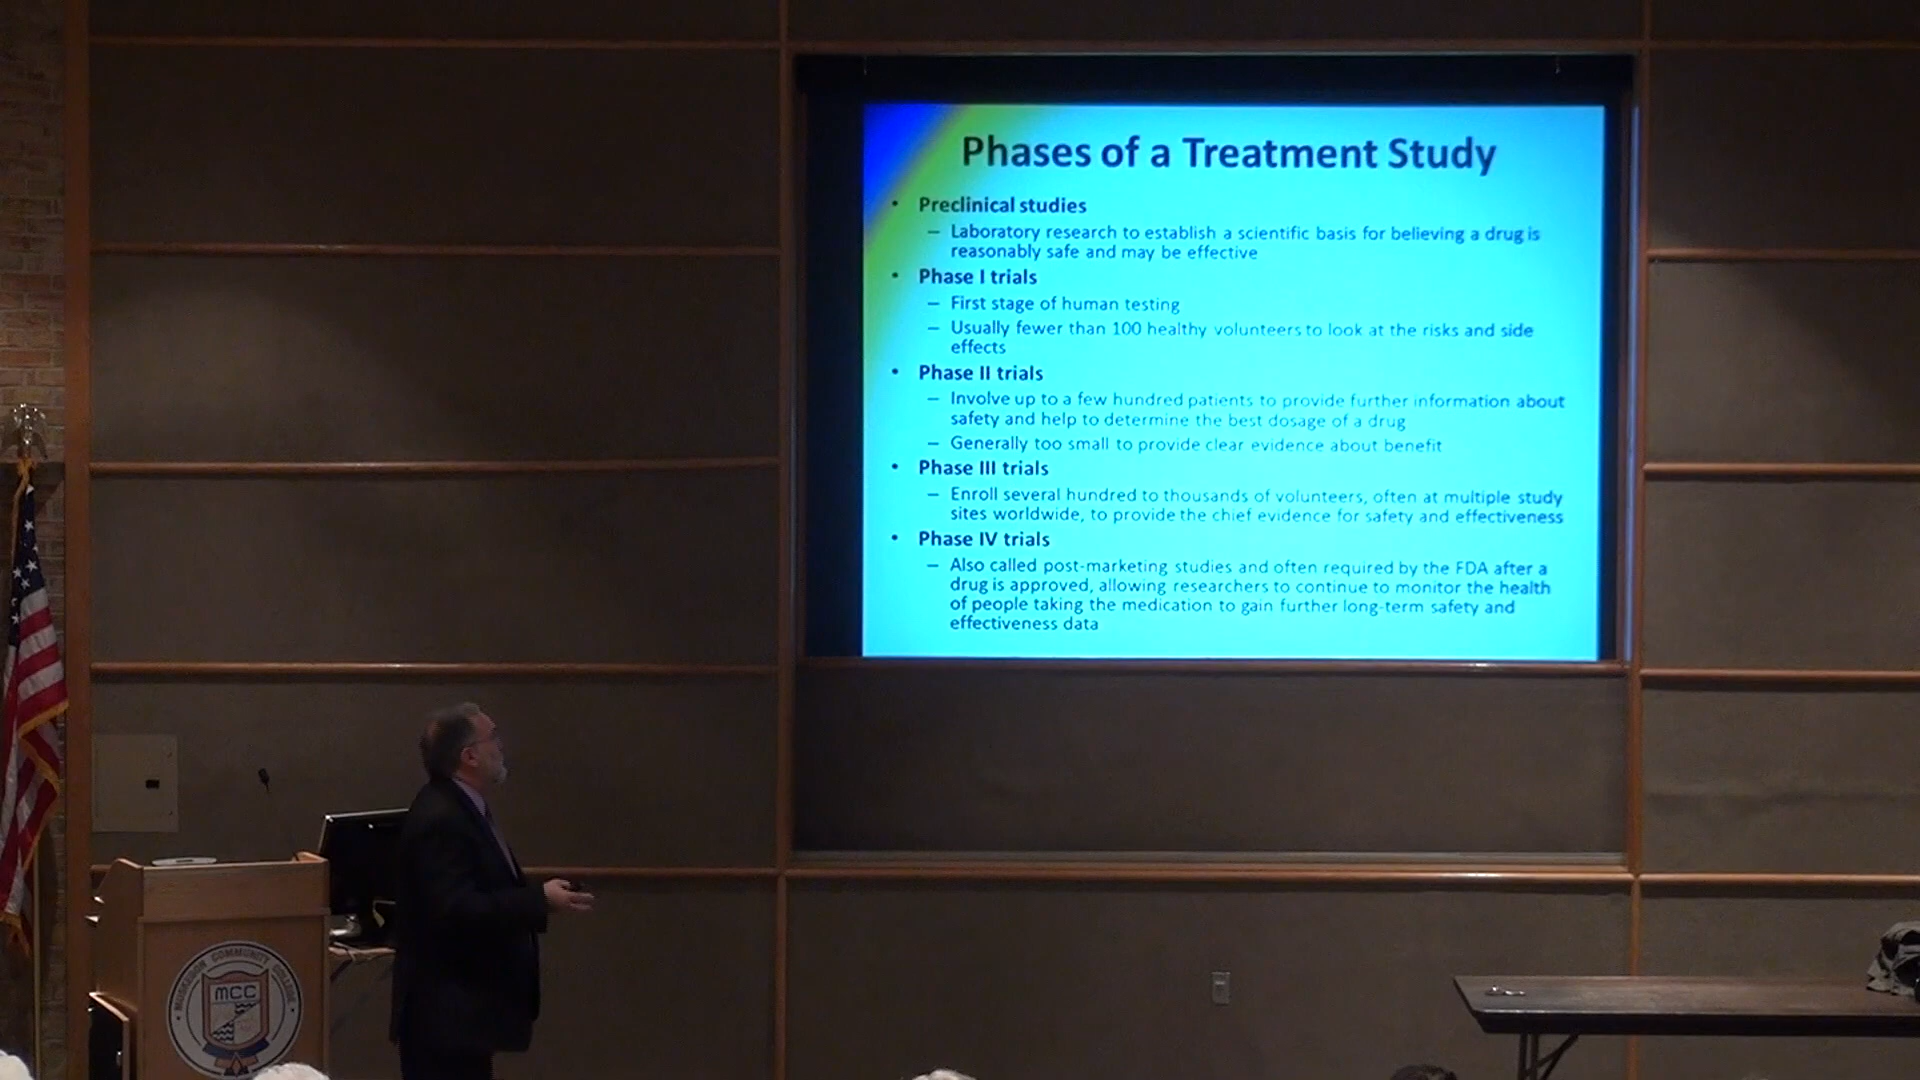 Phases of a Treatment Study
• Preclinical studies
– Laboratory research to establish a scientific basis for believing a drug is
reasonably safe and may be effective
• Phase I trials
– First stage of human testing
– Usually fewer than 100 healthy volunteers to look at the risks and side
effects
• Phase II trials
– Involve up to a few hundred patients to provide further information about
safety and help to determine the best dosage of a drug
– Generally too small to provide clear evidence about benefit
• Phase III trials
– Enroll several hundred to thousands of volunteers, often at multiple study
sites worldwide, to provide the chief evidence for safety and effectiveness
• Phase IV trials
– Also called post-marketing studies and often required by the FDA after a
drug is approved, allowing researchers to continue to monitor the health
of people taking the medication to gain further long-term safety and
effectiveness data
MUSKEGON COMMUNITY COLLEGE
MCC